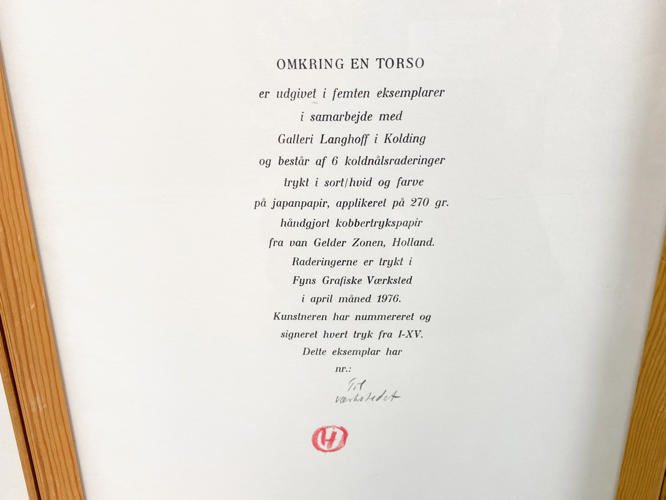 OMKRING EN TORSO
er udgivet i femten eksemplarer
i samarbejde med
Galleri Langhoff i Kolding
og består af 6 koldnålsraderinger
trykt i sort/hvid og farve
på japanpapir, applikeret på 270 gr.
håndgjort kobbertrykspapir
fra van Gelder Zonen, Holland.
Raderingerne er trykt i
Fyns Grafiske Værksted
i april måned 1976.
Kunstneren har nummereret og
signeret hvert tryk fra I-XV.
Dette eksemplar har
nr.:
Til
værkstedet
H